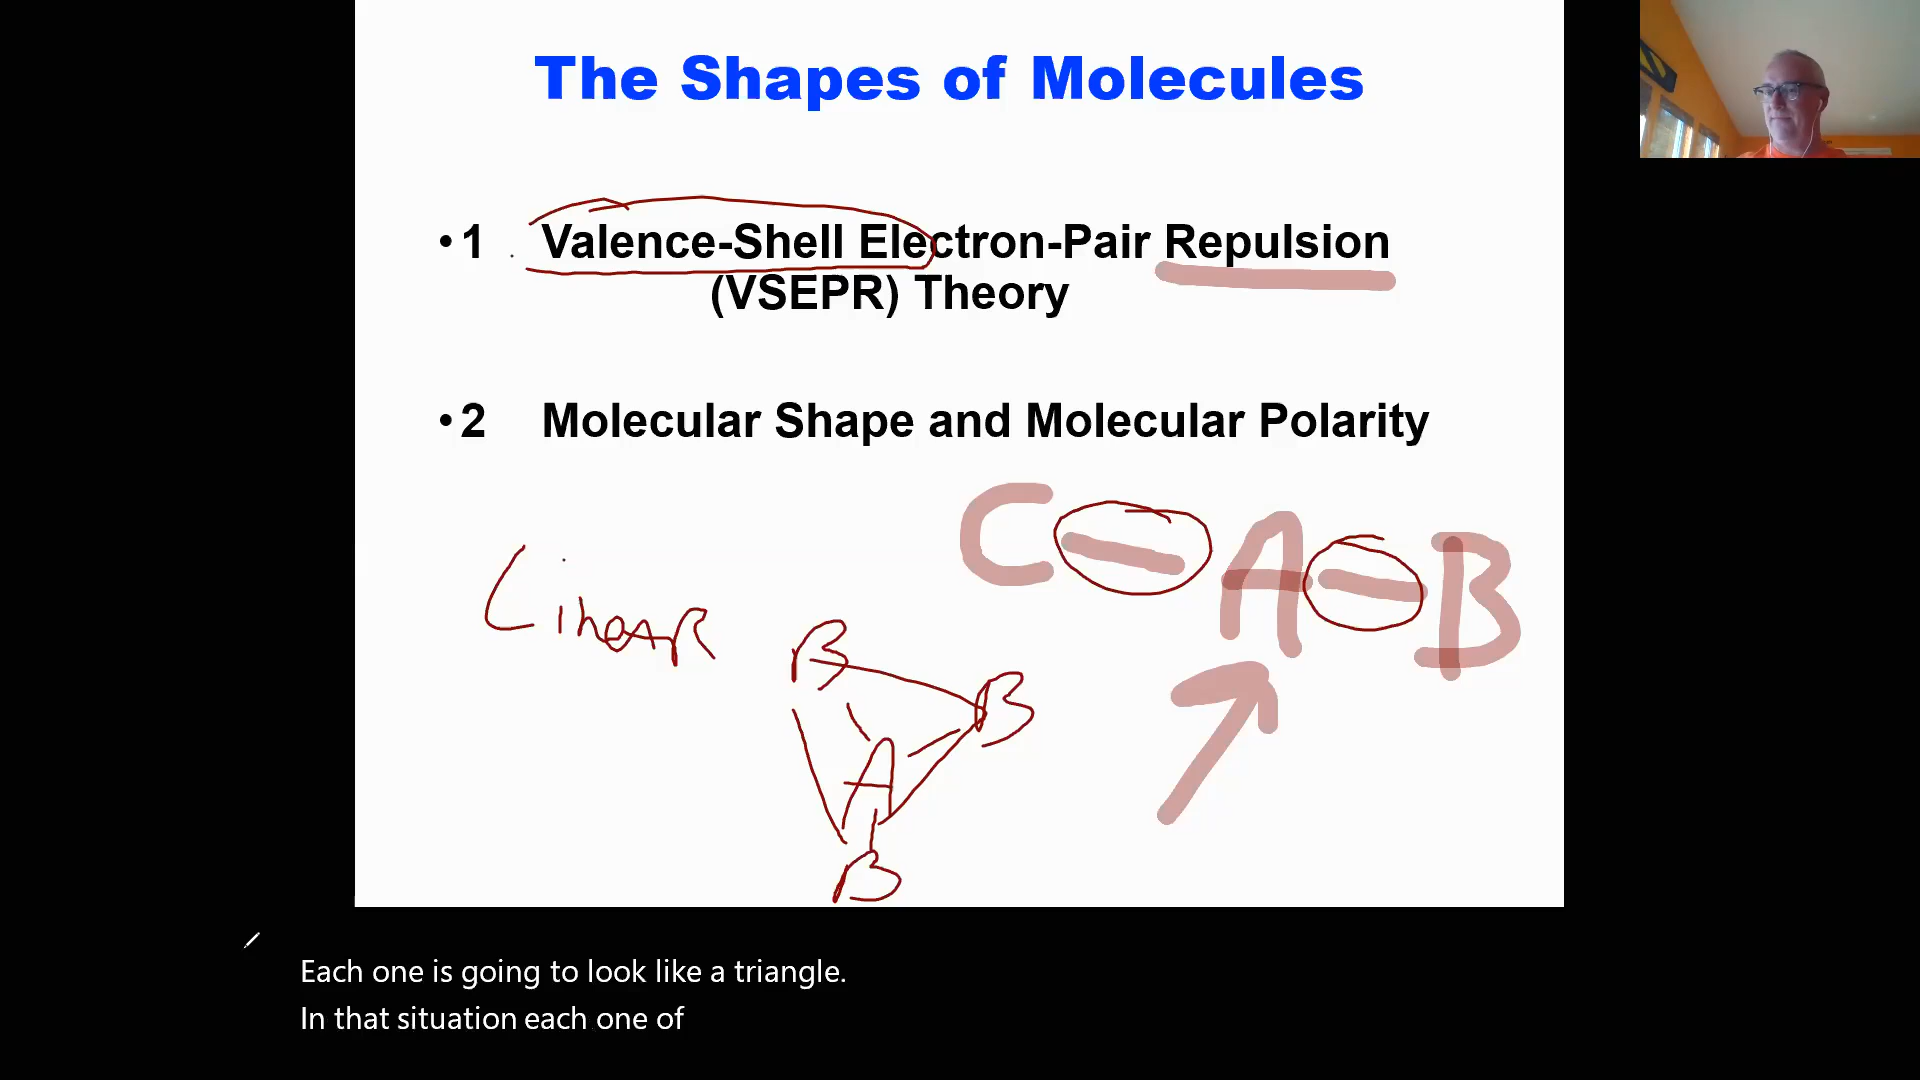 The Shapes of Molecules
•1 Valence-Shell Electron-Pair Repulsion
(VSEPR) Theory
•2 Molecular Shape and Molecular Polarity
C — A — B
LineAR
B
B
A
B
Each one is going to look like a triangle.
In that situation each one of